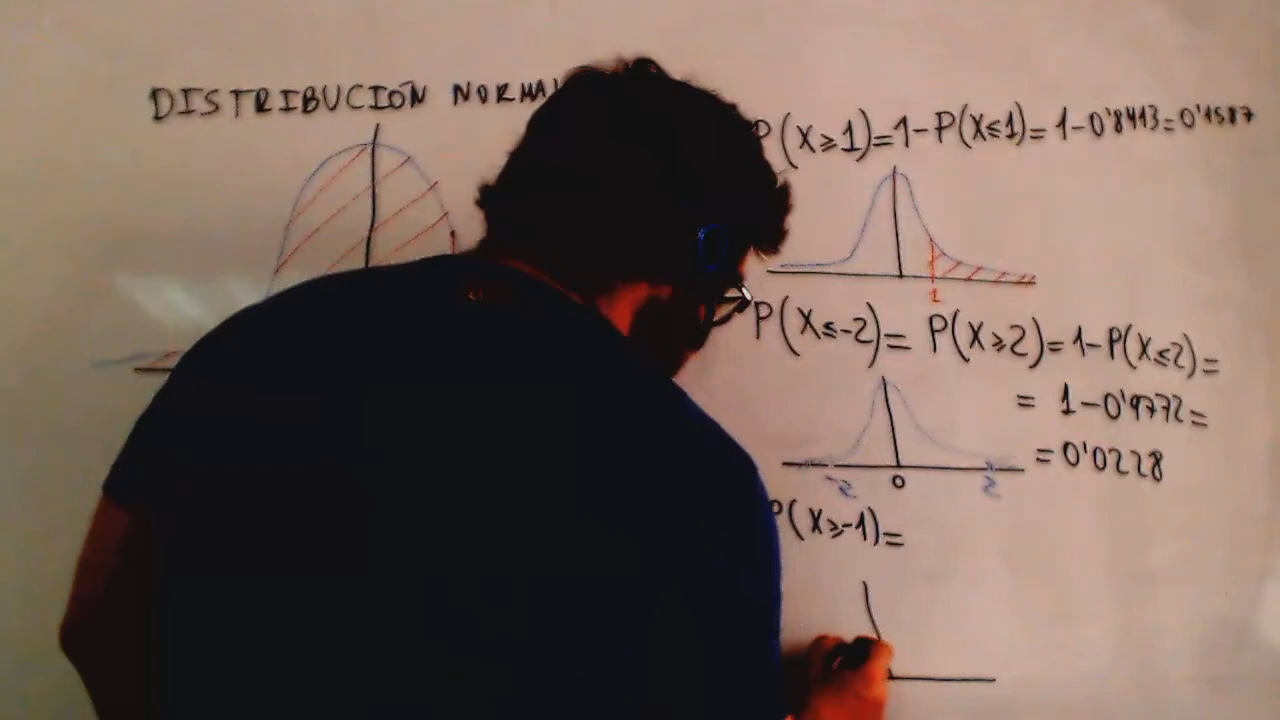 DISTRIBUCIÓN NORMAL
P(X≥1)=1-P(X≤1)=1-0'8413=0'1587
1
P(X≤-2)= P(X≥2)=1-P(X≤2)=
= 1-0'9772=
= 0'0228
-2 0 2
P(X≥-1)=